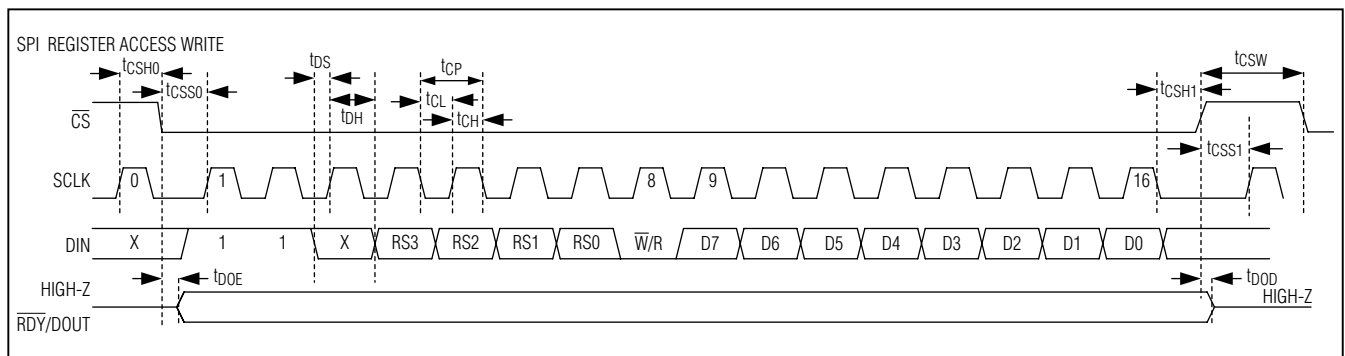 SPI REGISTER ACCESS WRITE
tCSH0
tCSS0
tDS
tDH
tCP
tCL
tCH
tCSH1
tCSW
tCSS1
CS
SCLK
0 1 8 9 16
DIN
X 1 1 X RS3 RS2 RS1 RS0 W/R D7 D6 D5 D4 D3 D2 D1 D0
tDOE
tDOD
HIGH-Z
HIGH-Z
RDY/DOUT